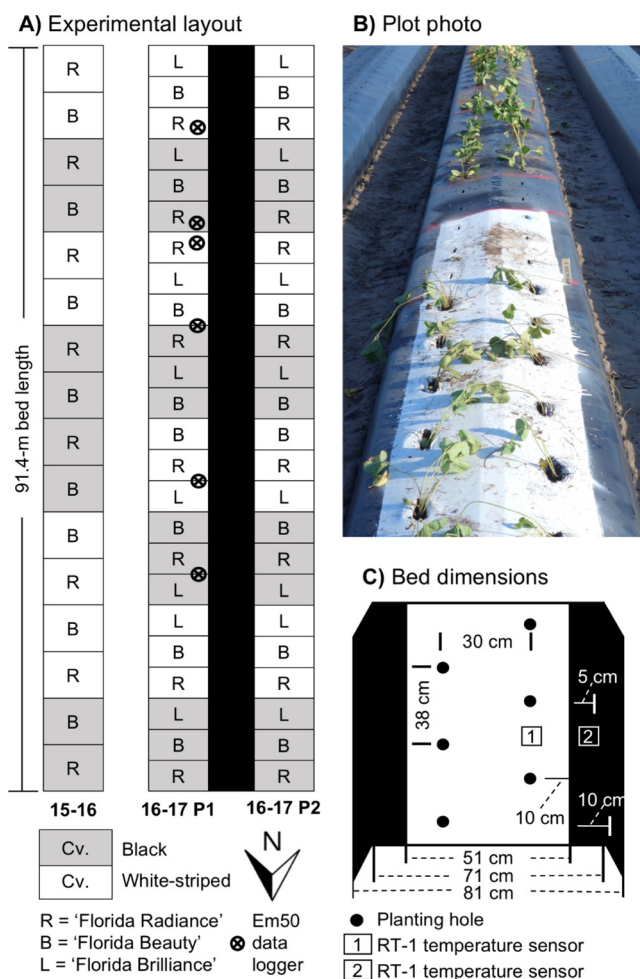 A) Experimental layout
91.4-m bed length
R
B
R
B
R
B
R
B
R
B
B
R
B
R
B
R
15-16
L
B
R
L
B
R
R
L
B
R
L
B
B
R
L
B
R
L
L
B
R
L
B
R
16-17 P1
L
B
R
L
B
R
R
L
B
R
L
B
B
R
L
B
R
L
L
B
R
L
B
R
16-17 P2
Cv. Black
Cv. White-striped
N
R = ‘Florida Radiance’
B = ‘Florida Beauty’
L = ‘Florida Brilliance’
Em50
data
logger
B) Plot photo
C) Bed dimensions
30 cm
38 cm
5 cm
1
2
10 cm
10 cm
51 cm
71 cm
81 cm
Planting hole
1 RT-1 temperature sensor
2 RT-1 temperature sensor